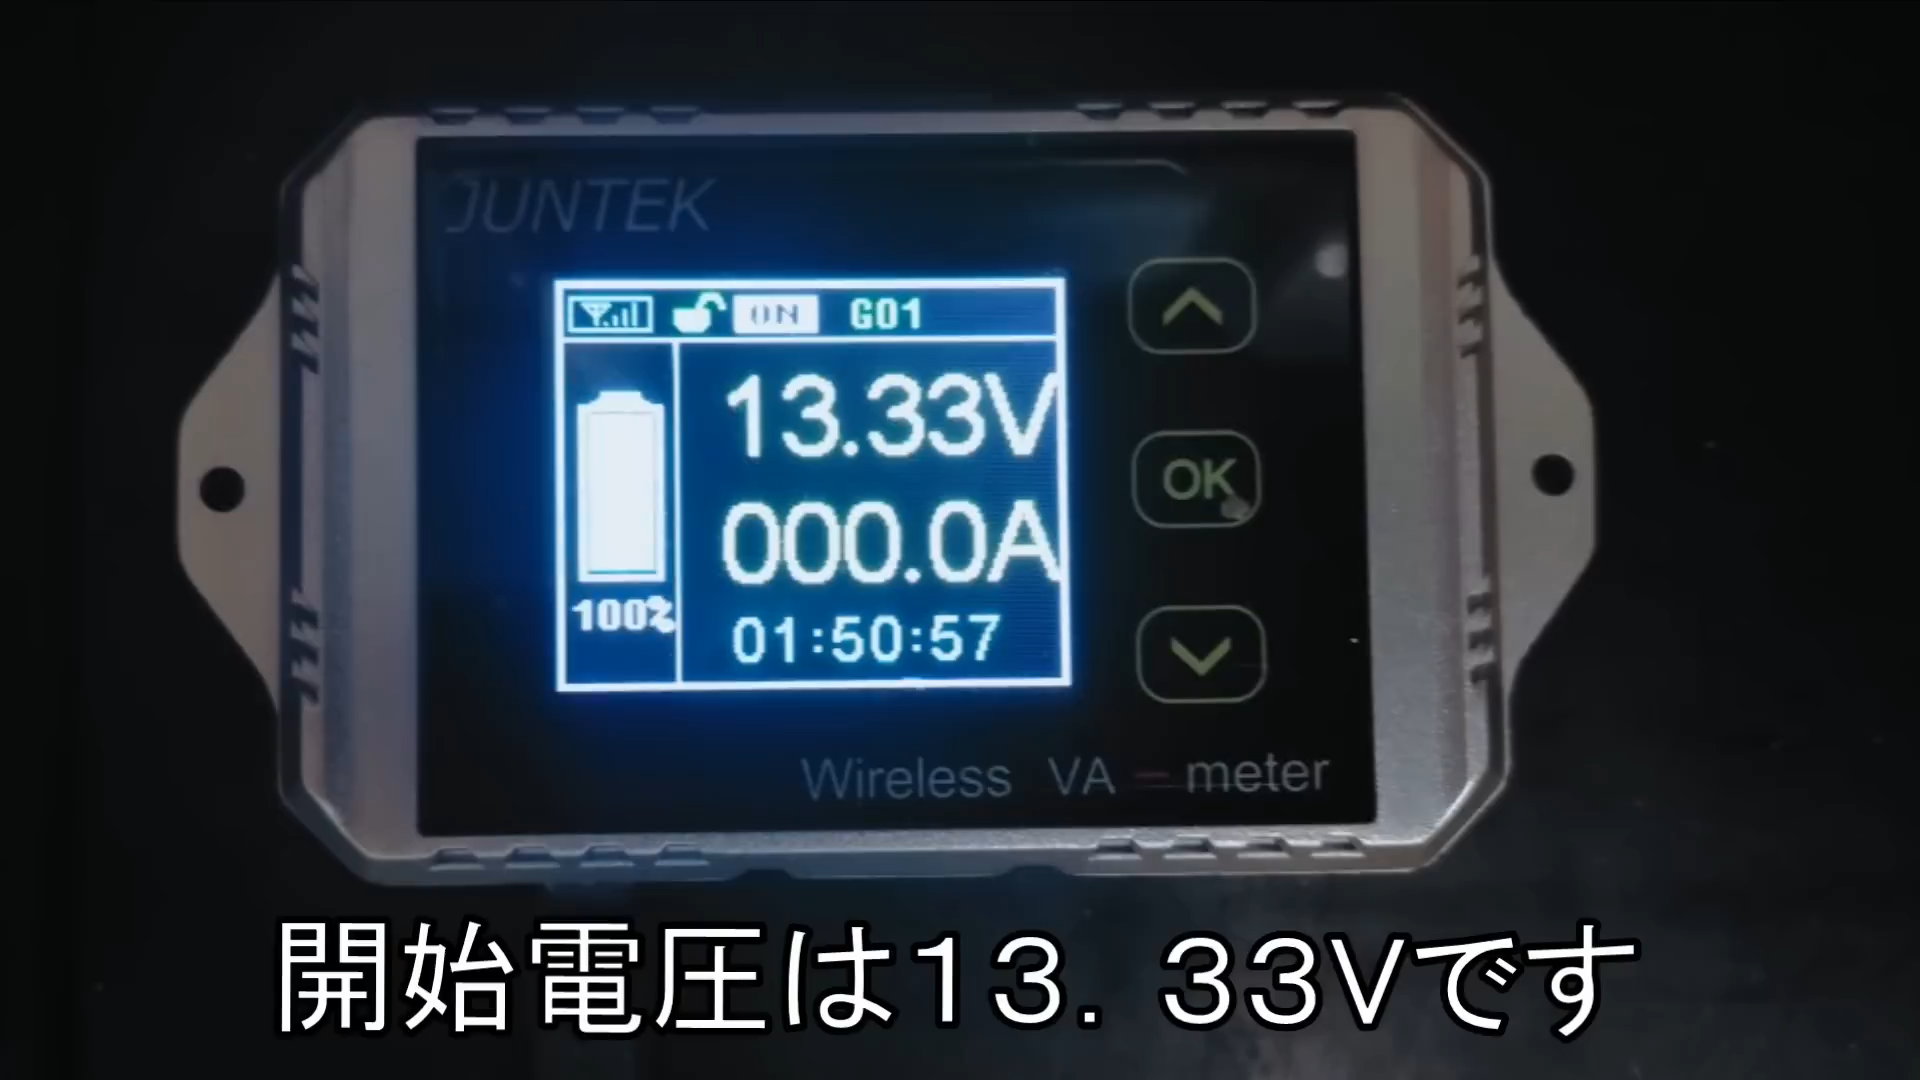 JUNTEK
ON G01
13.33V
000.0A
100%
01:50:57
OK
Wireless VA - meter
開始電圧は13. 33Vです